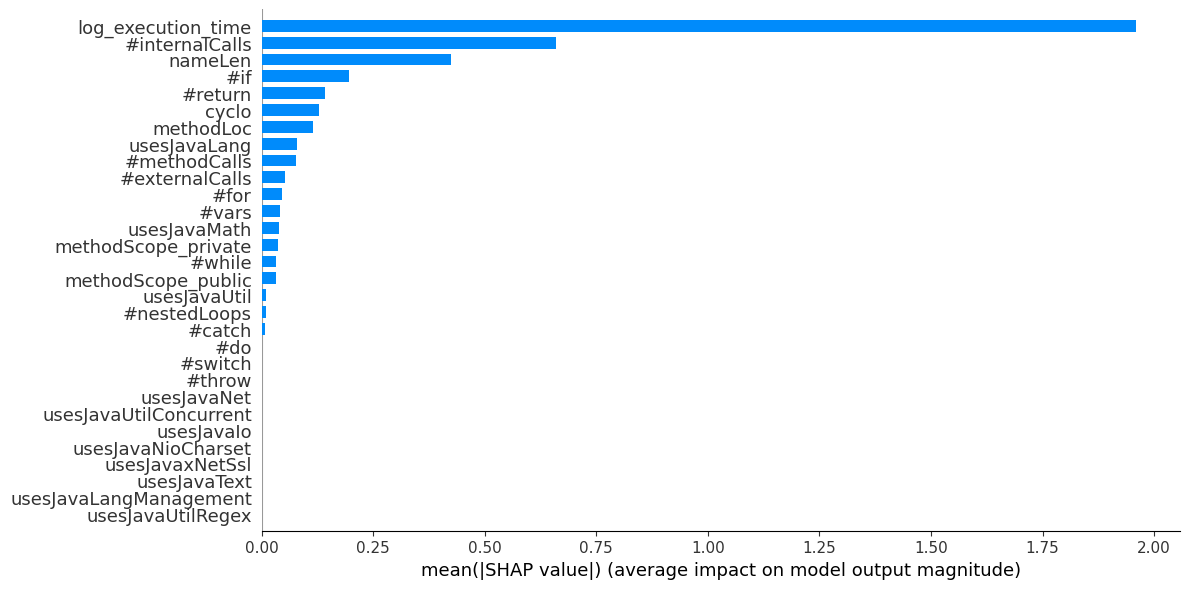 log_execution_time
#internalCalls
nameLen
#if
#return
cyclo
methodLoc
usesJavaLang
#methodCalls
#externalCalls
#for
#vars
usesJavaMath
methodScope_private
#while
methodScope_public
usesJavaUtil
#nestedLoops
#catch
#do
#switch
#throw
usesJavaNet
usesJavaUtilConcurrent
usesJavaIo
usesJavaNioCharset
usesJavaxNetSsl
usesJavaText
usesJavaLangManagement
usesJavaUtilRegex
0.00 0.25 0.50 0.75 1.00 1.25 1.50 1.75 2.00
mean(|SHAP value|) (average impact on model output magnitude)